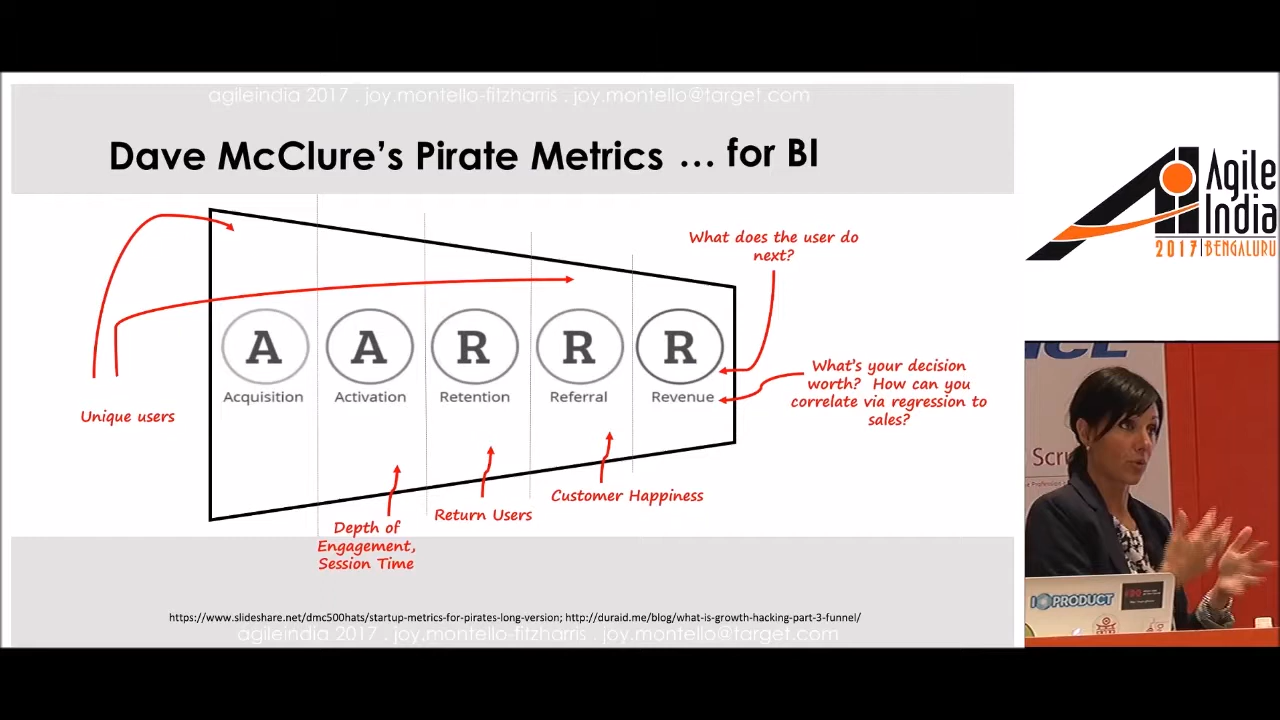 agileindia 2017 . joy.montello-fitzharris . joy.montello@target.com
Dave McClure's Pirate Metrics ... for BI
What does the user do
next?
A A R R R
Acquisition Activation Retention Referral Revenue
What's your decision
worth? How can you
correlate via regression to
sales?
Unique users
Customer Happiness
Return Users
Depth of
Engagement,
Session Time
https://www.slideshare.net/dmc500hats/startup-metrics-for-pirates-long-version; http://duraid.me/blog/what-is-growth-hacking-part-3-funnel/
agileindia 2017 . joy.montello-fitzharris . joy.montello@target.com
Agile
India
2017 | BENGALURU
Scru
PRODUCT